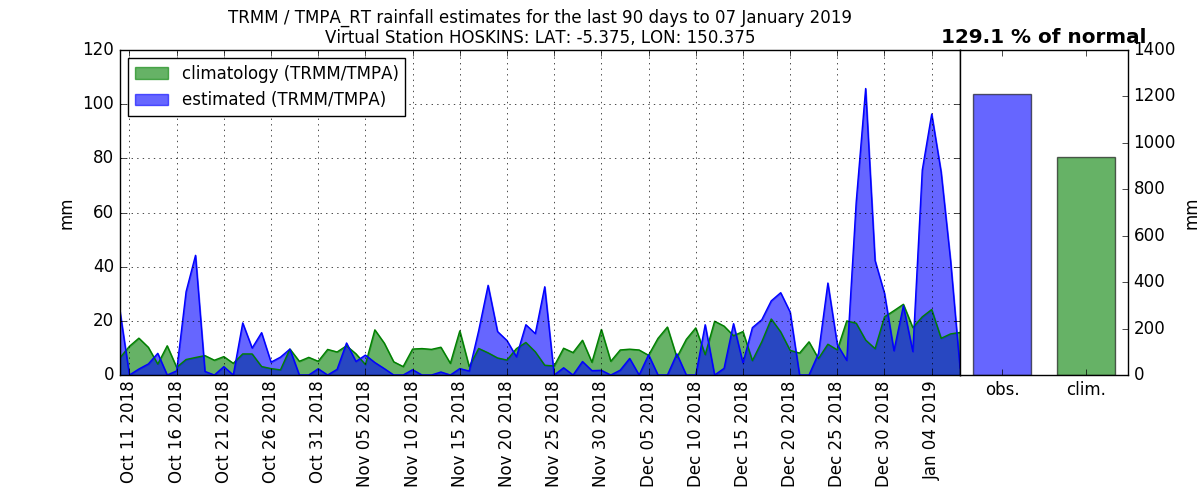 TRMM / TMPA_RT rainfall estimates for the last 90 days to 07 January 2019
Virtual Station HOSKINS: LAT: -5.375, LON: 150.375
129.1 % of normal
climatology (TRMM/TMPA)
estimated (TRMM/TMPA)
mm
120
100
80
60
40
20
0
Oct 11 2018
Oct 16 2018
Oct 21 2018
Oct 26 2018
Oct 31 2018
Nov 05 2018
Nov 10 2018
Nov 15 2018
Nov 20 2018
Nov 25 2018
Nov 30 2018
Dec 05 2018
Dec 10 2018
Dec 15 2018
Dec 20 2018
Dec 25 2018
Dec 30 2018
Jan 04 2019
1400
1200
1000
800
600
400
200
0
mm
obs.
clim.